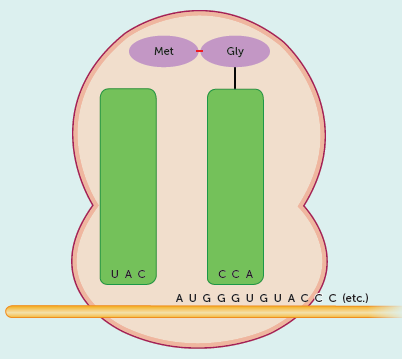 Met Gly
U A C C C A
A U G G G U G U A C C C (etc.)